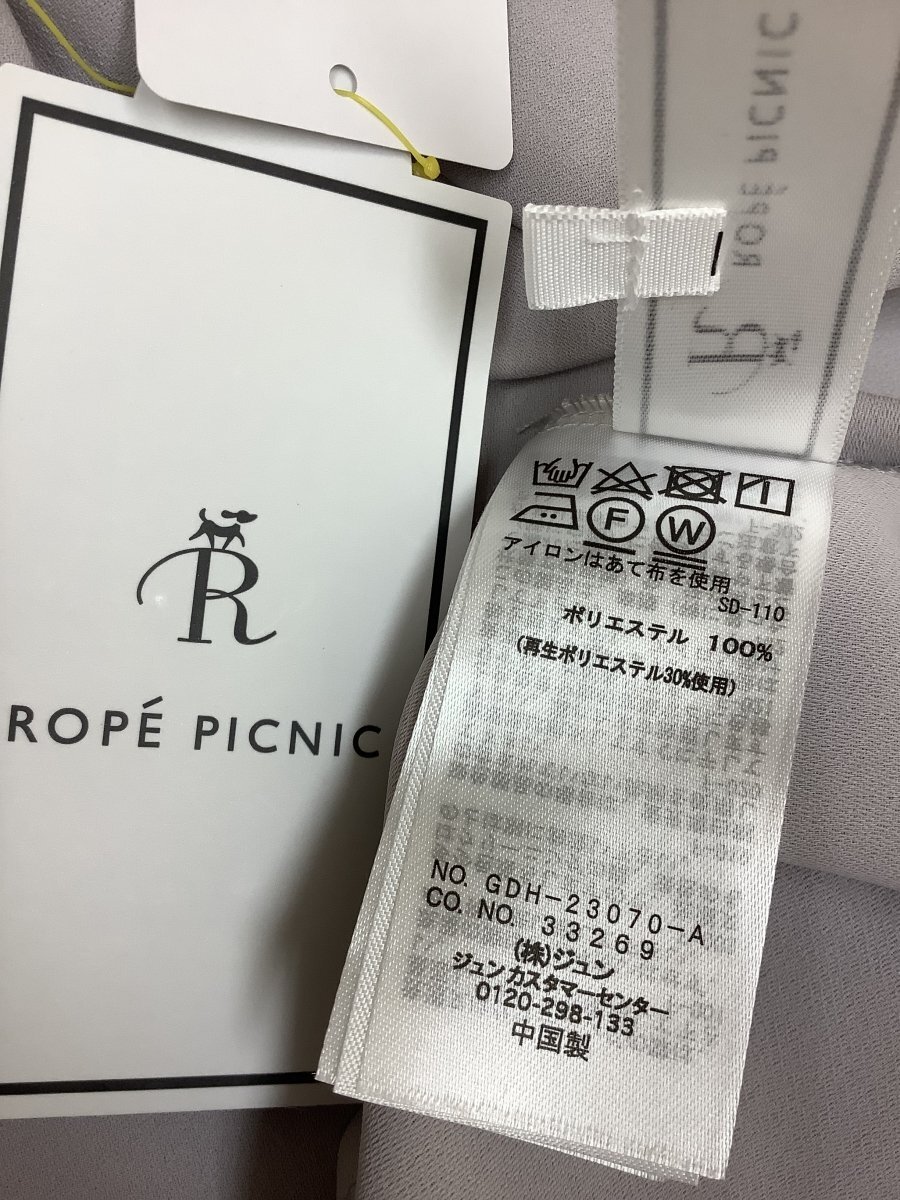 R
ROPÉ PICNIC
ROPÉ PICNIC
R
F W
アイロンはあて布を使用
SD-110
ポリエステル 100%
(再生ポリエステル30%使用)
NO. GDH-23070-A
CO. NO. 33269
(株)ジュン
ジュンカスタマーセンター
0120-298-133
中国製